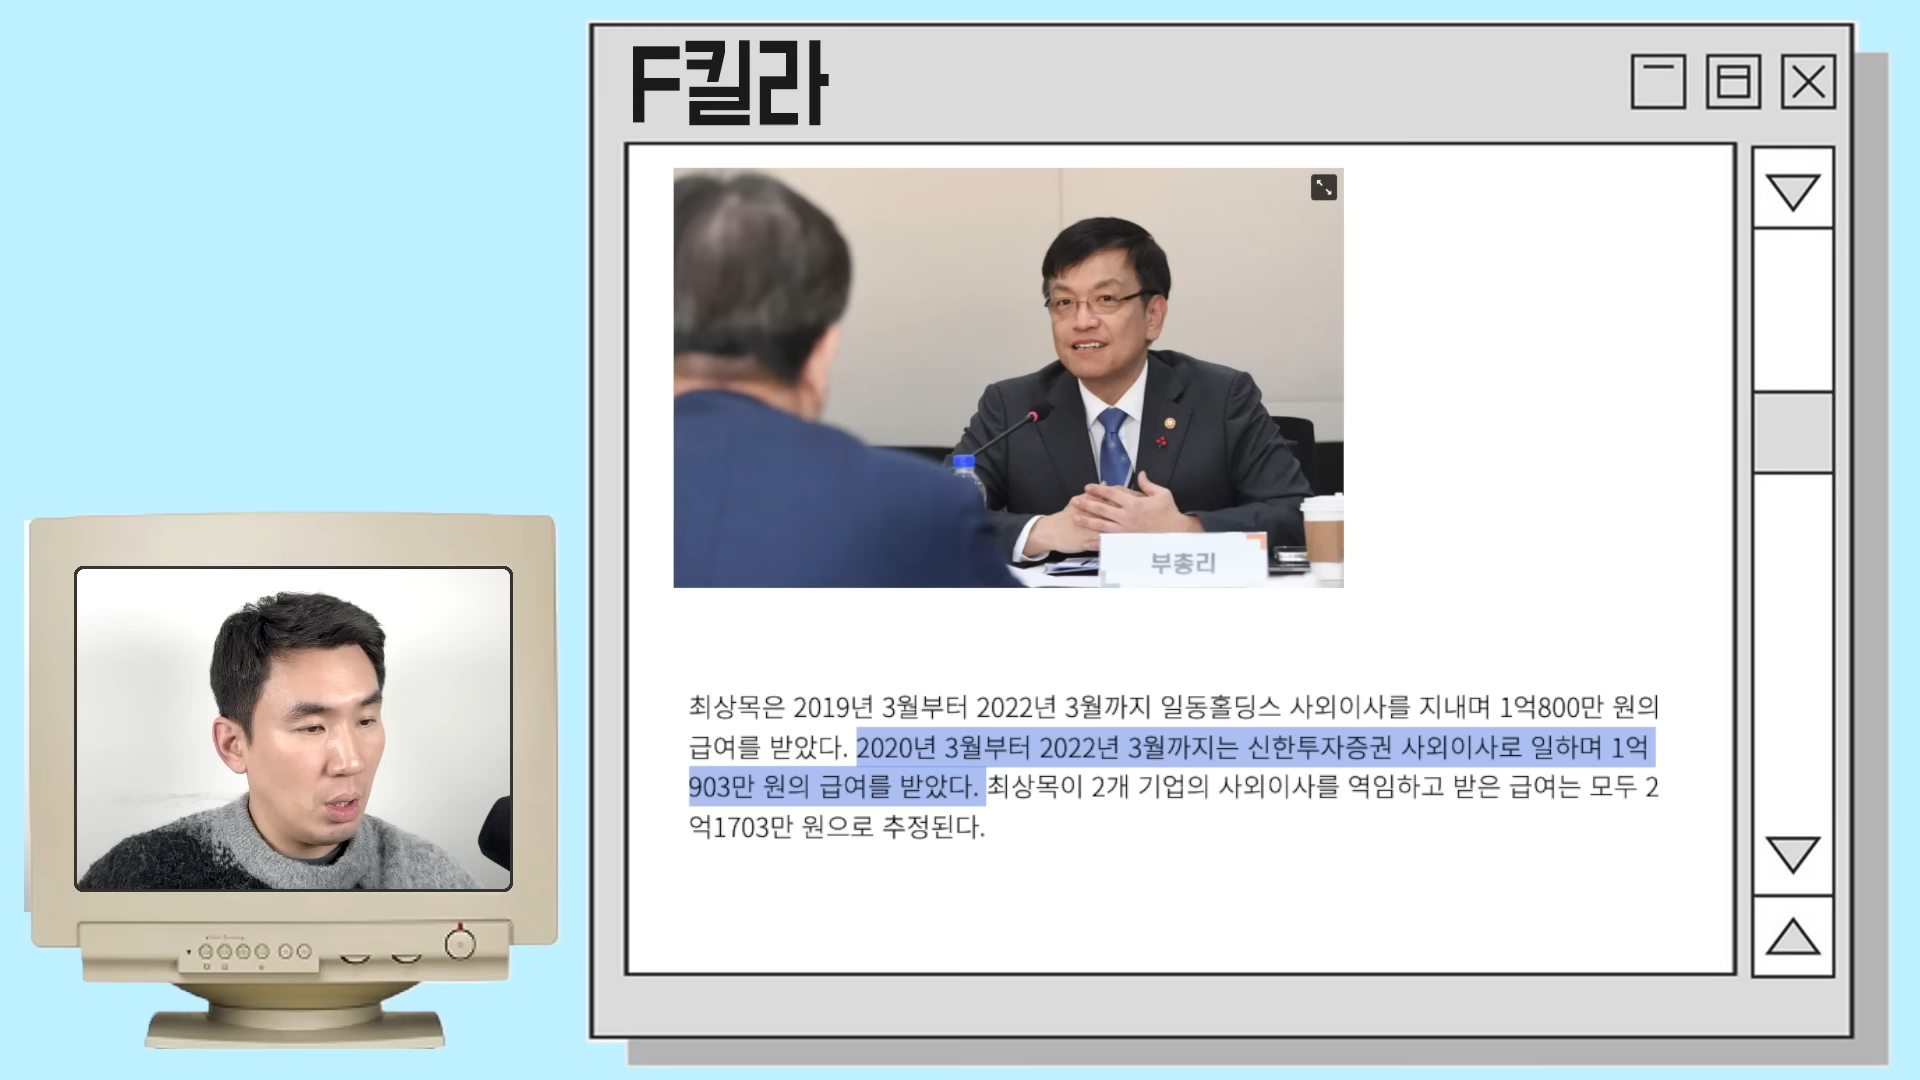 F킬라
부총리
최상목은 2019년 3월부터 2022년 3월까지 일동홀딩스 사외이사를 지내며 1억800만 원의
급여를 받았다. 2020년 3월부터 2022년 3월까지는 신한투자증권 사외이사로 일하며 1억
903만 원의 급여를 받았다. 최상목이 2개 기업의 사외이사를 역임하고 받은 급여는 모두 2
억1703만 원으로 추정된다.